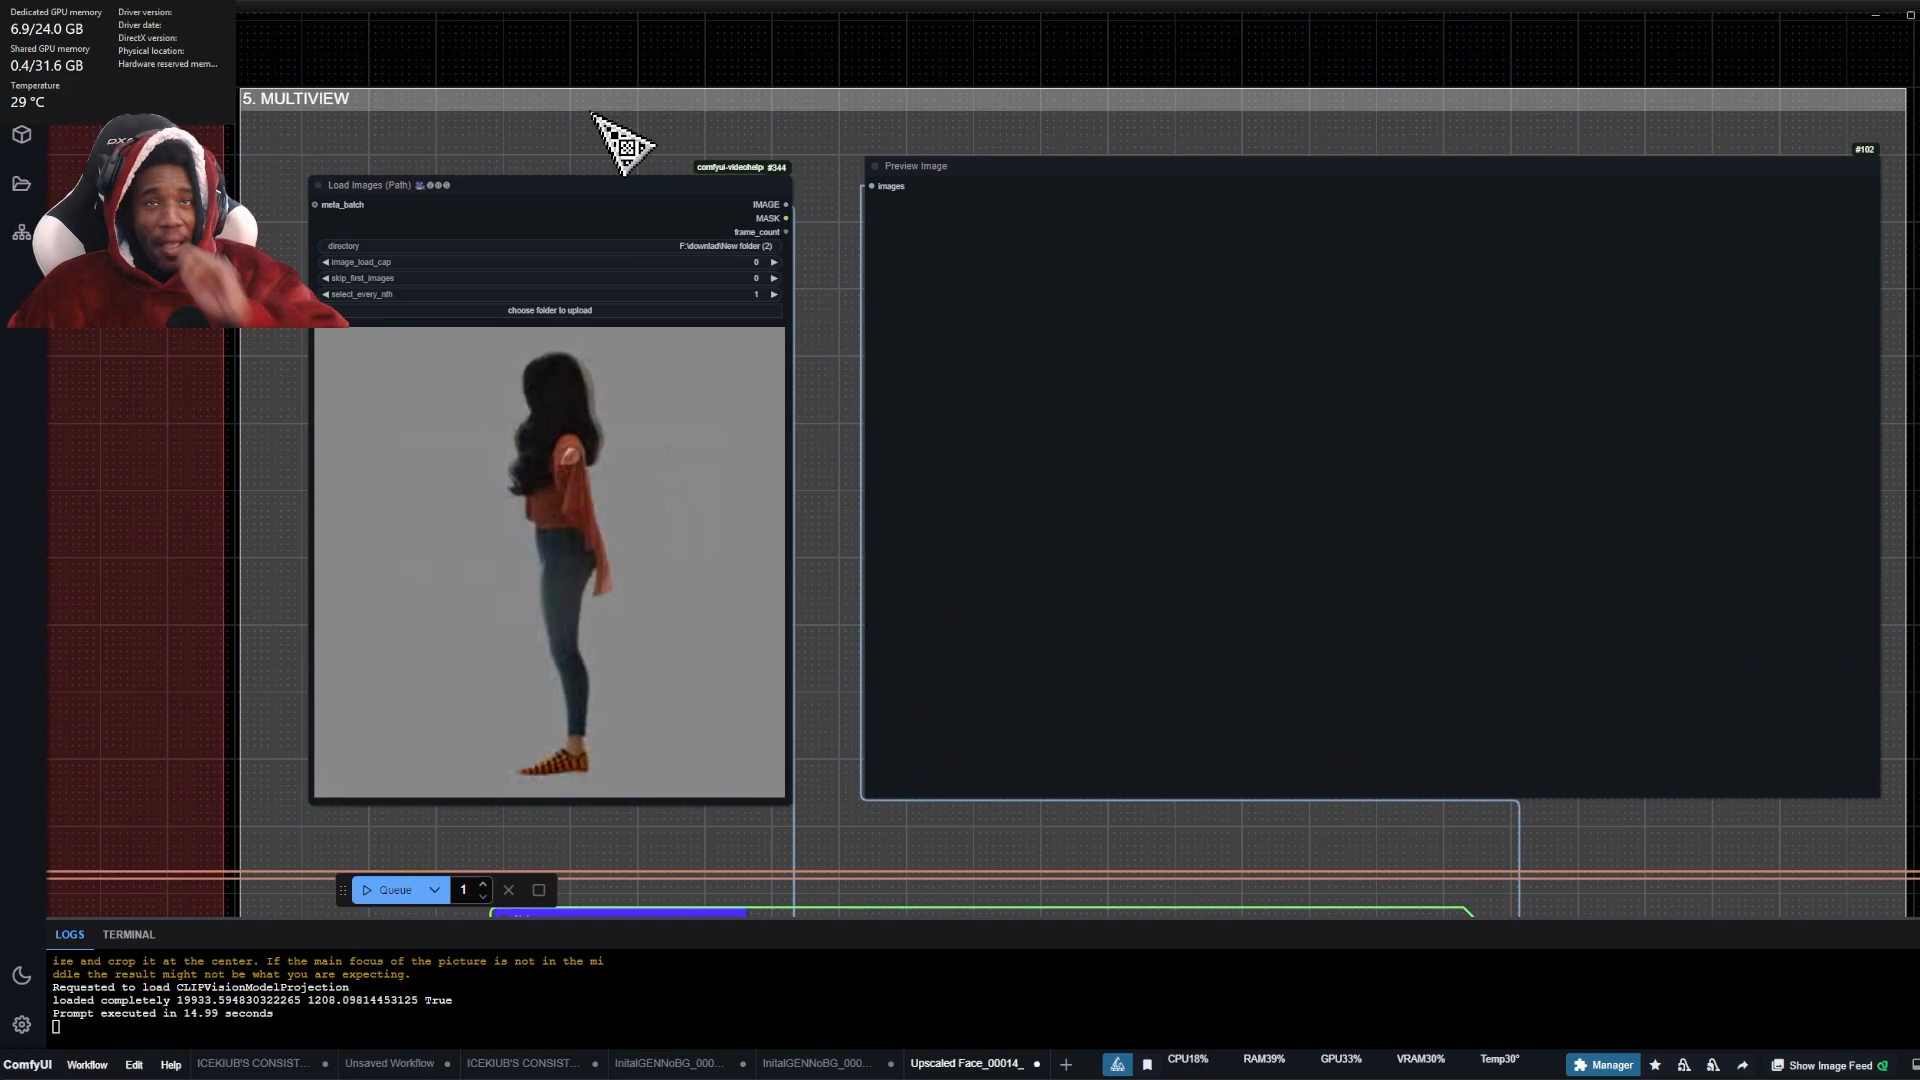 Dedicated GPU memory
6.9/24.0 GB
Shared GPU memory
0.4/31.6 GB
Temperature
29 °C
Driver version:
Driver date:
DirectX version:
Physical location:
Hardware reserved mem...
5. MULTIVIEW
comfyui-videohelp #344
Load Images (Path)
meta_batch
IMAGE
MASK
frame_count
directory F:\downlad\New folder (2)
image_load_cap 0
skip_first_images 0
select_every_nth 1
choose folder to upload
#102
Preview Image
images
Queue 1
LOGS TERMINAL
ize and crop it at the center. If the main focus of the picture is not in the mi
ddle the result might not be what you are expecting.
Requested to load CLIPVisionModelProjection
loaded completely 19933.594830322265 1208.09814453125 True
Prompt executed in 14.99 seconds
ComfyUI Workflow Edit Help ICEKIUB'S CONSIST... Unsaved Workflow ICEKIUB'S CONSIST... InitalGENNoBG_000... InitalGENNoBG_000... Upscaled Face_00014_ CPU18% RAM39% GPU33% VRAM30% Temp30° Manager Show Image Feed